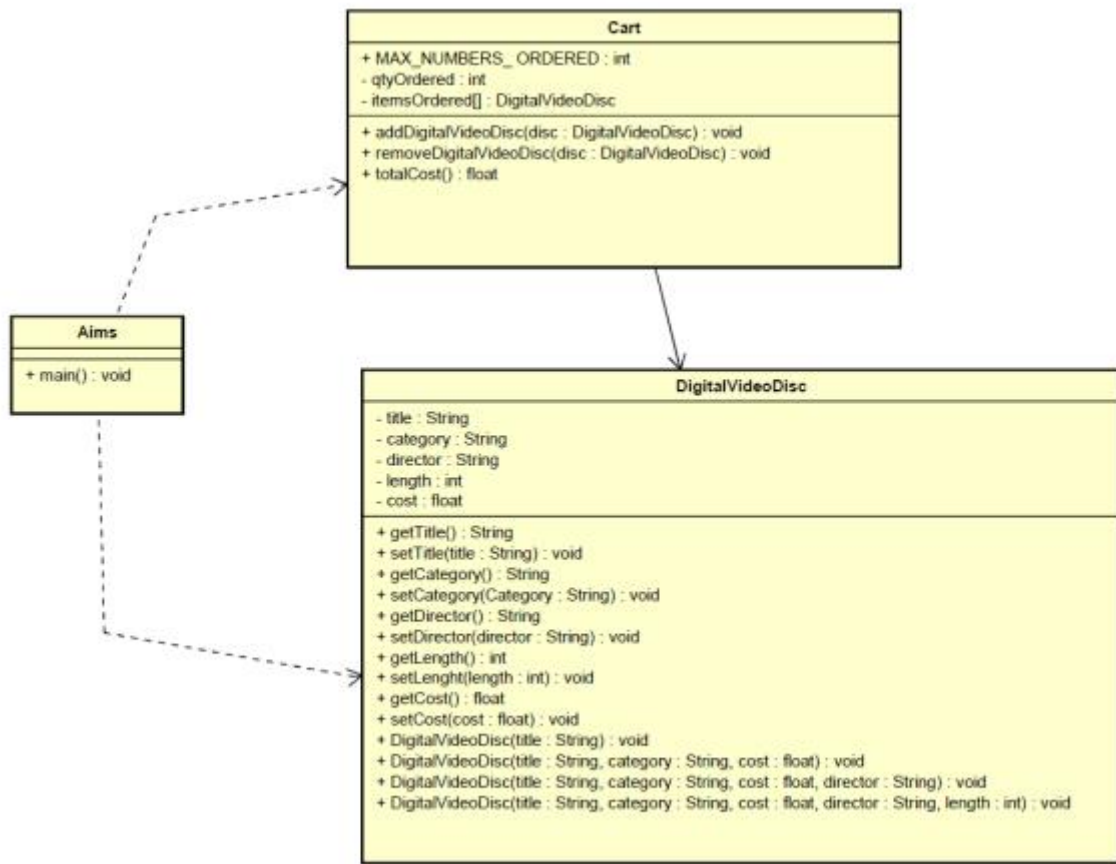 Cart
+ MAX_NUMBERS_ ORDERED : int
- qtyOrdered : int
- itemsOrdered[] : DigitalVideoDisc
+ addDigitalVideoDisc(disc : DigitalVideoDisc) : void
+ removeDigitalVideoDisc(disc : DigitalVideoDisc) : void
+ totalCost() : float
Aims
+ main() : void
DigitalVideoDisc
- title : String
- category : String
- director : String
- length : int
- cost : float
+ getTitle() : String
+ setTitle(title : String) : void
+ getCategory() : String
+ setCategory(Category : String) : void
+ getDirector() : String
+ setDirector(director : String) : void
+ getLength() : int
+ setLenght(length : int) : void
+ getCost() : float
+ setCost(cost : float) : void
+ DigitalVideoDisc(title : String) : void
+ DigitalVideoDisc(title : String, category : String, cost : float) : void
+ DigitalVideoDisc(title : String, category : String, cost : float, director : String) : void
+ DigitalVideoDisc(title : String, category : String, cost : float, director : String, length : int) : void